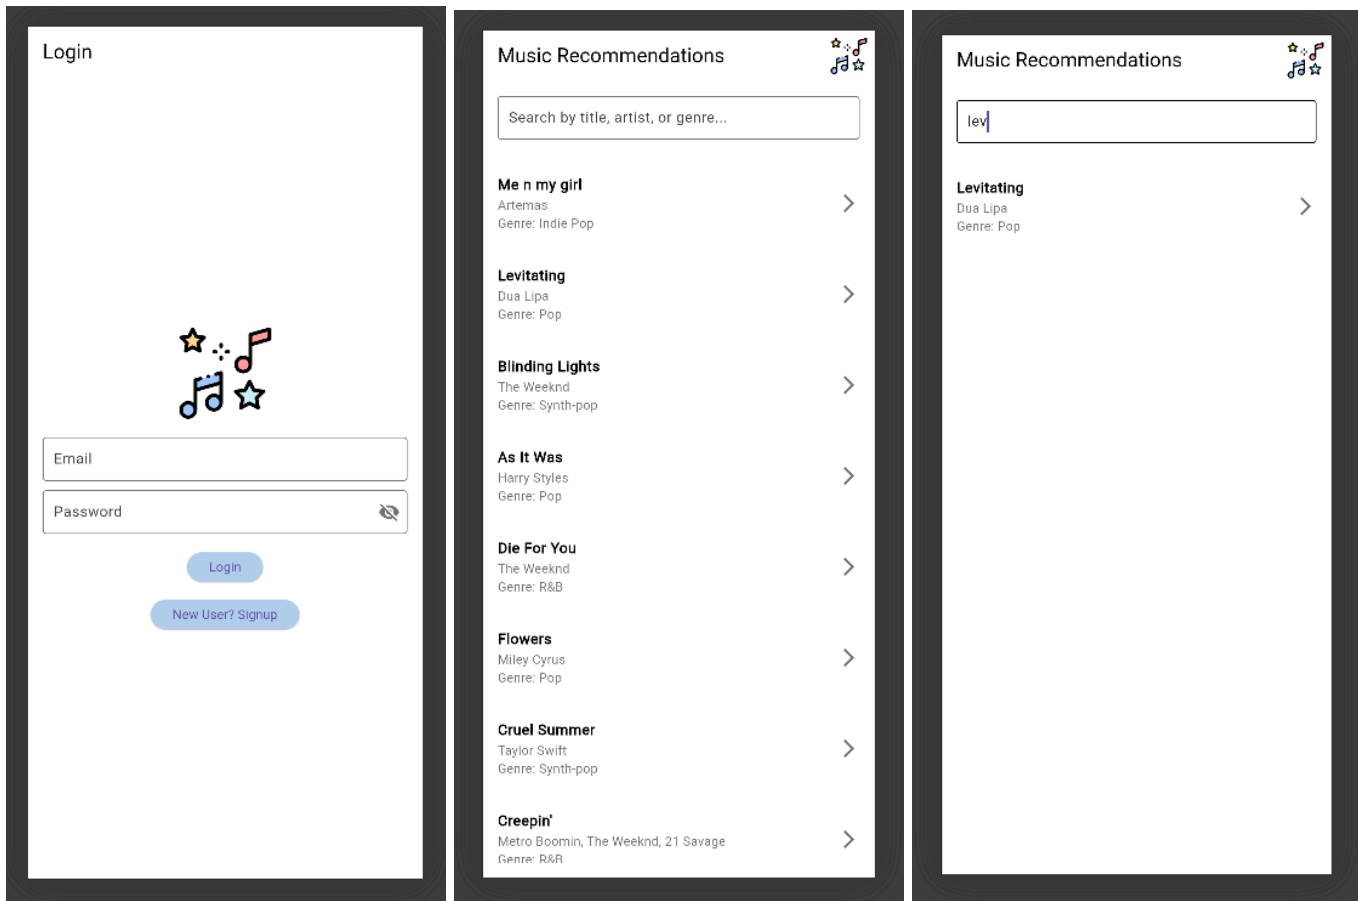 Login
Email
Password
Login
New User? Signup
Music Recommendations
Search by title, artist, or genre...
Me n my girl
Artemas
Genre: Indie Pop
Levitating
Dua Lipa
Genre: Pop
Blinding Lights
The Weeknd
Genre: Synth-pop
As It Was
Harry Styles
Genre: Pop
Die For You
The Weeknd
Genre: R&B
Flowers
Miley Cyrus
Genre: Pop
Cruel Summer
Taylor Swift
Genre: Synth-pop
Creepin'
Metro Boomin, The Weeknd, 21 Savage
Genre: R&B
Music Recommendations
lev
Levitating
Dua Lipa
Genre: Pop